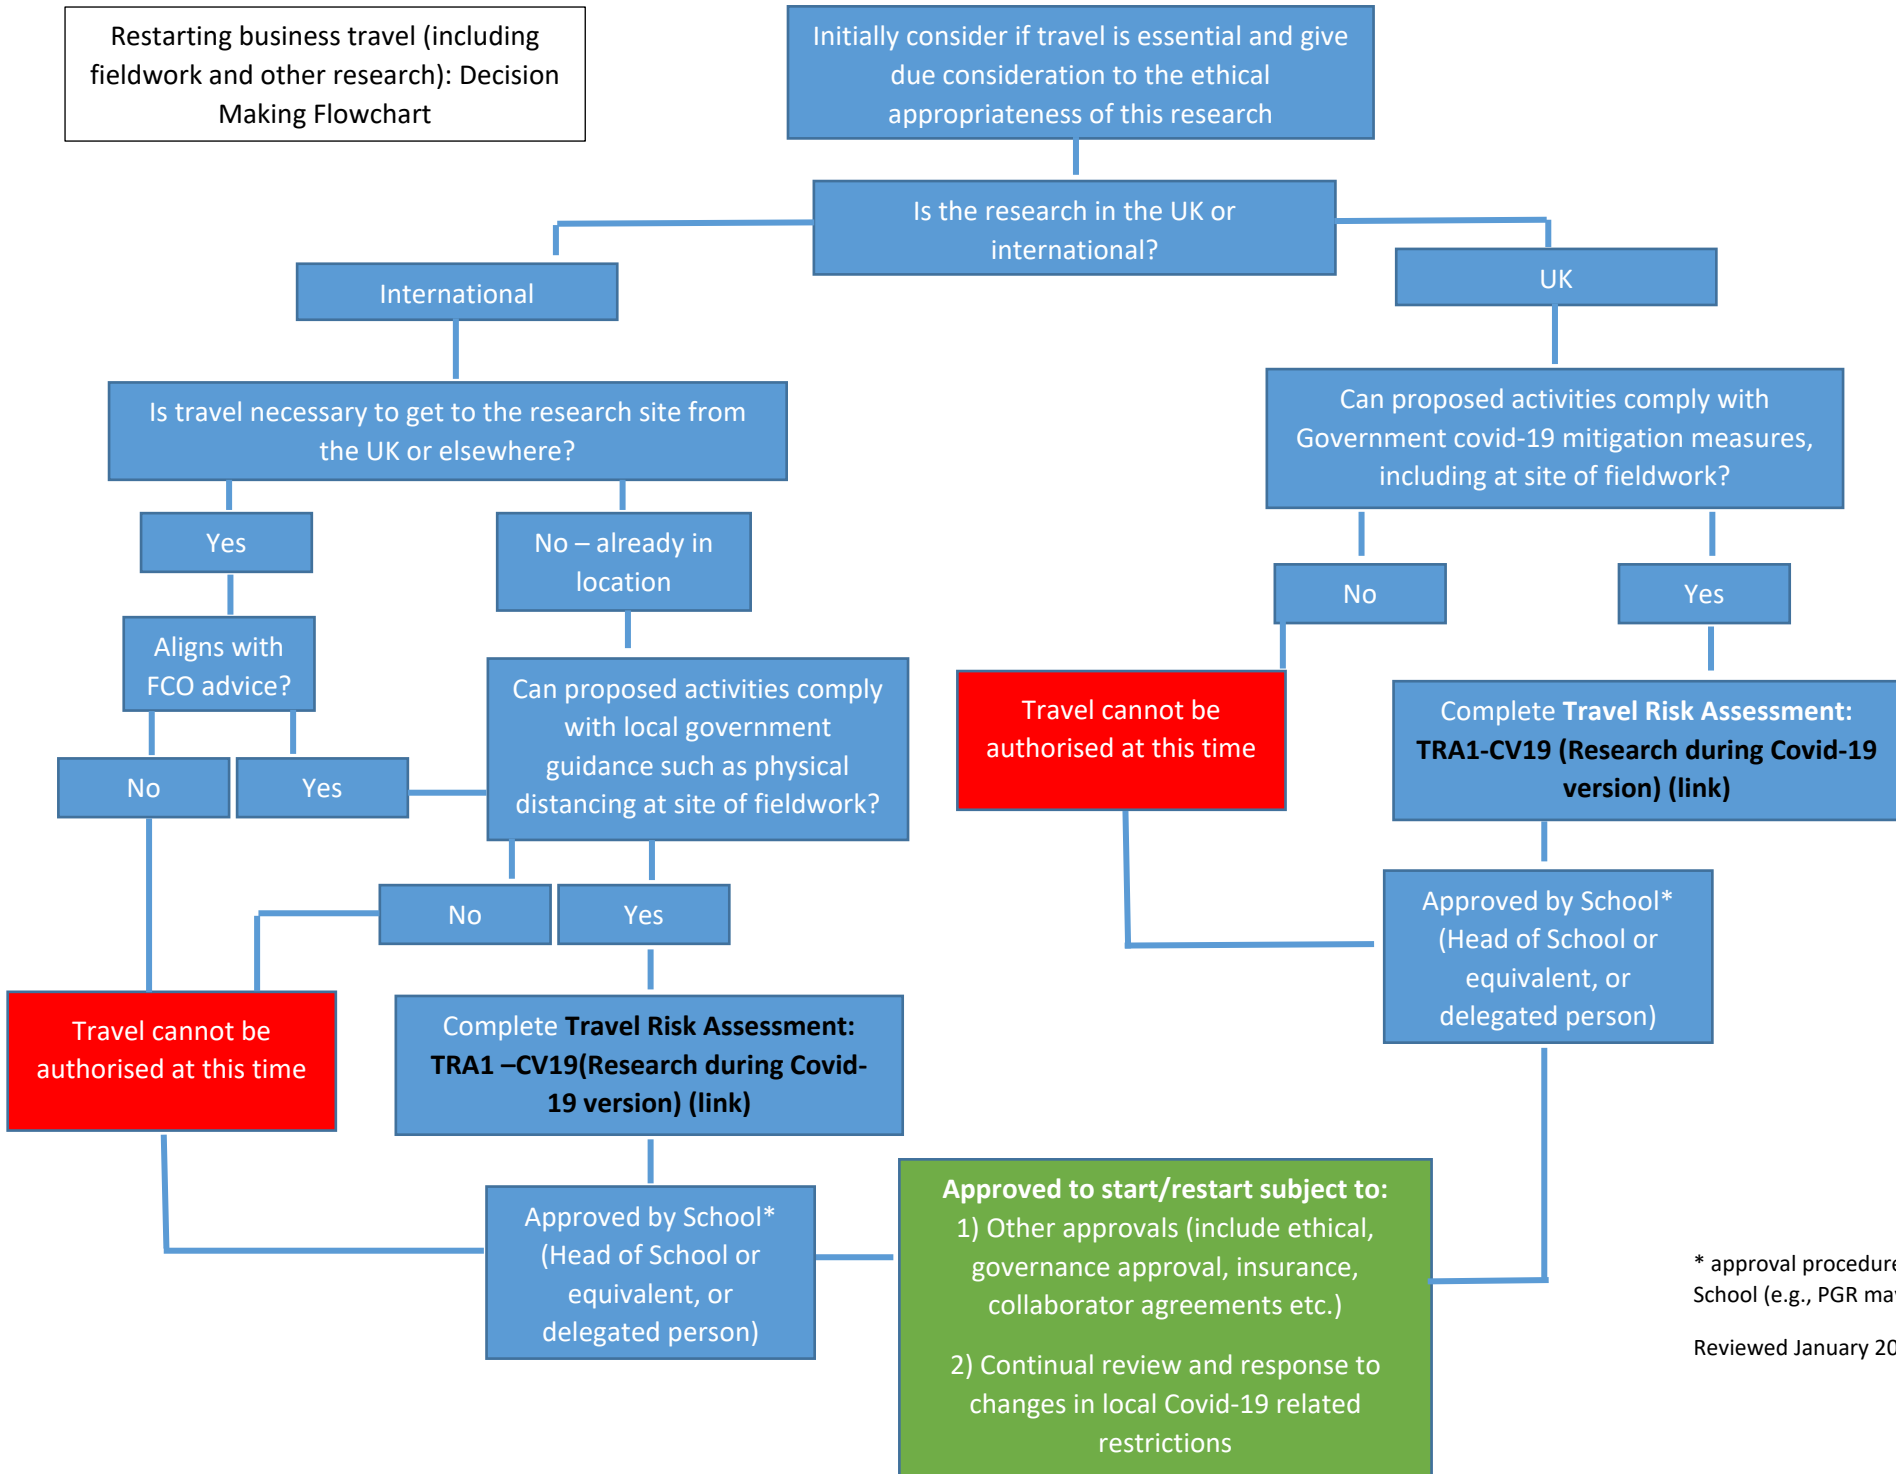 Restarting business travel (including
fieldwork and other research): Decision
Making Flowchart
Initially consider if travel is essential and give
due consideration to the ethical
appropriateness of this research
Is the research in the UK or
international?
International
UK
Is travel necessary to get to the research site from
the UK or elsewhere?
Can proposed activities comply with
Government covid-19 mitigation measures,
including at site of fieldwork?
Yes
No – already in
location
No
Yes
Aligns with
FCO advice?
Can proposed activities comply
with local government
guidance such as physical
distancing at site of fieldwork?
Travel cannot be
authorised at this time
Complete Travel Risk Assessment:
TRA1-CV19 (Research during Covid-19
version) (link)
No
Yes
No
Yes
Approved by School*
(Head of School or
equivalent, or
delegated person)
Travel cannot be
authorised at this time
Complete Travel Risk Assessment:
TRA1 –CV19(Research during Covid-
19 version) (link)
Approved by School*
(Head of School or
equivalent, or
delegated person)
Approved to start/restart subject to:
1) Other approvals (include ethical,
governance approval, insurance,
collaborator agreements etc.)
2) Continual review and response to
changes in local Covid-19 related
restrictions
* approval procedure
School (e.g., PGR may
Reviewed January 20